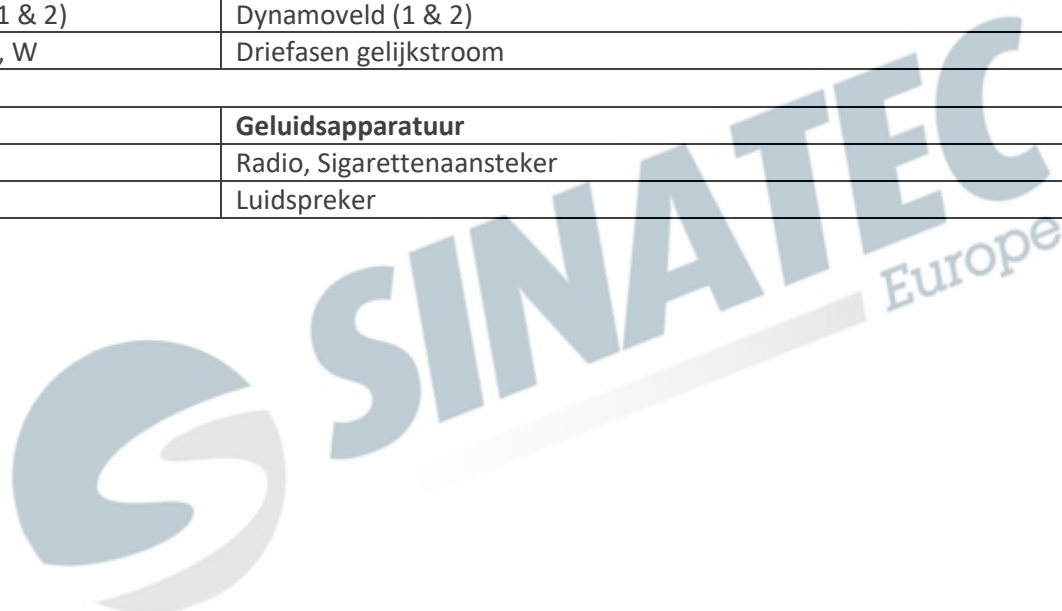 1 & 2) Dynamoveld (1 & 2)
, W Driefasen gelijkstroom
Geluidsapparatuur
Radio, Sigarettenaansteker
Luidspreker
SINATEC
Europe